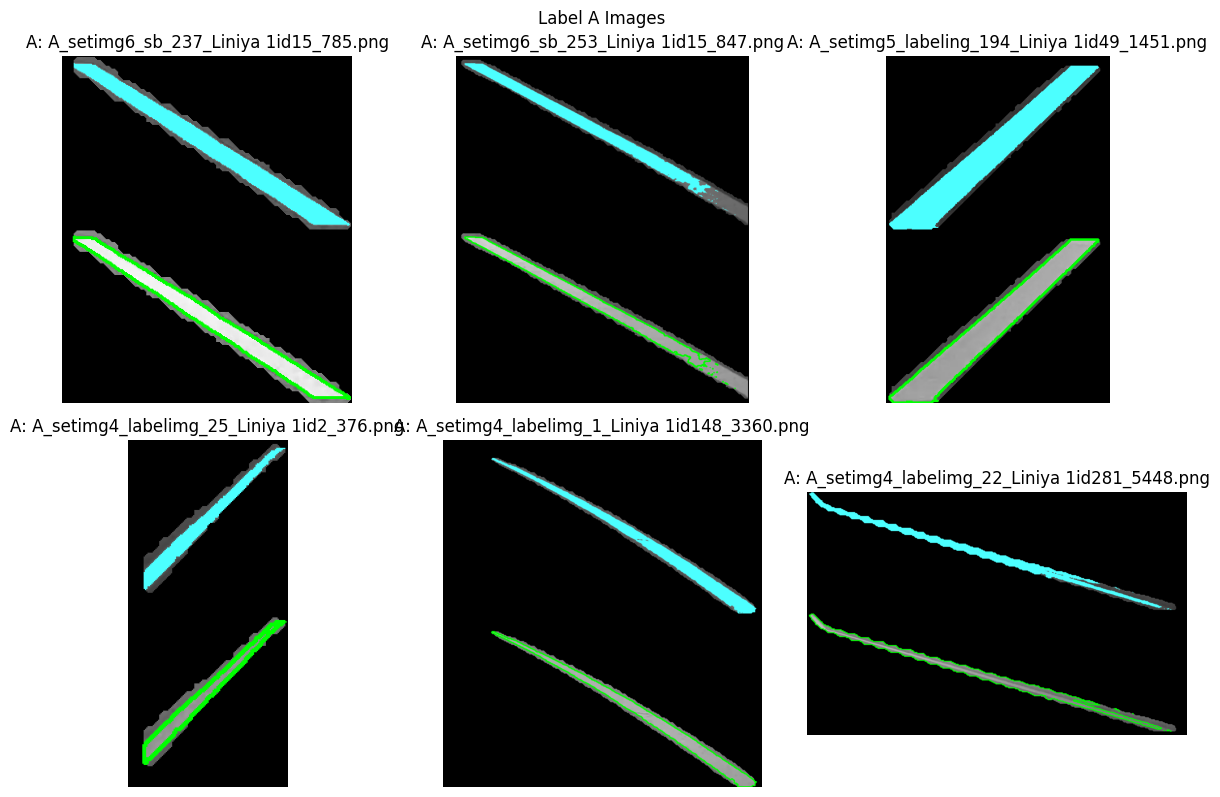 Label A Images
A: A_setimg6_sb_237_Liniya 1id15_785.png
A: A_setimg6_sb_253_Liniya 1id15_847.png
A: A_setimg5_labeling_194_Liniya 1id49_1451.png
A: A_setimg4_labelimg_25_Liniya 1id2_376.png
A: A_setimg4_labelimg_1_Liniya 1id148_3360.png
A: A_setimg4_labelimg_22_Liniya 1id281_5448.png